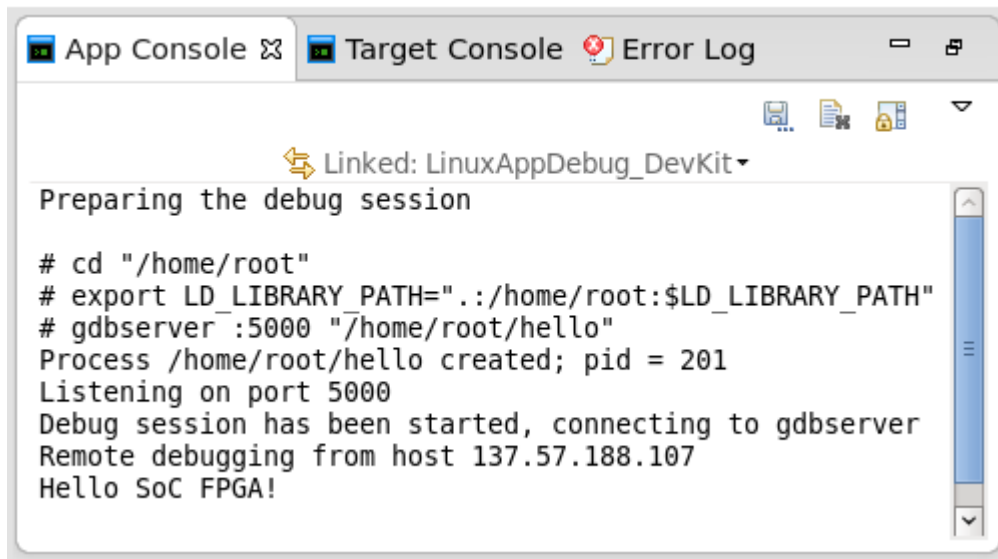 App Console Target Console Error Log
Linked: LinuxAppDebug_DevKit
Preparing the debug session
# cd "/home/root"
# export LD_LIBRARY_PATH=".:/home/root:$LD_LIBRARY_PATH"
# gdbserver :5000 "/home/root/hello"
Process /home/root/hello created; pid = 201
Listening on port 5000
Debug session has been started, connecting to gdbserver
Remote debugging from host 137.57.188.107
Hello SoC FPGA!